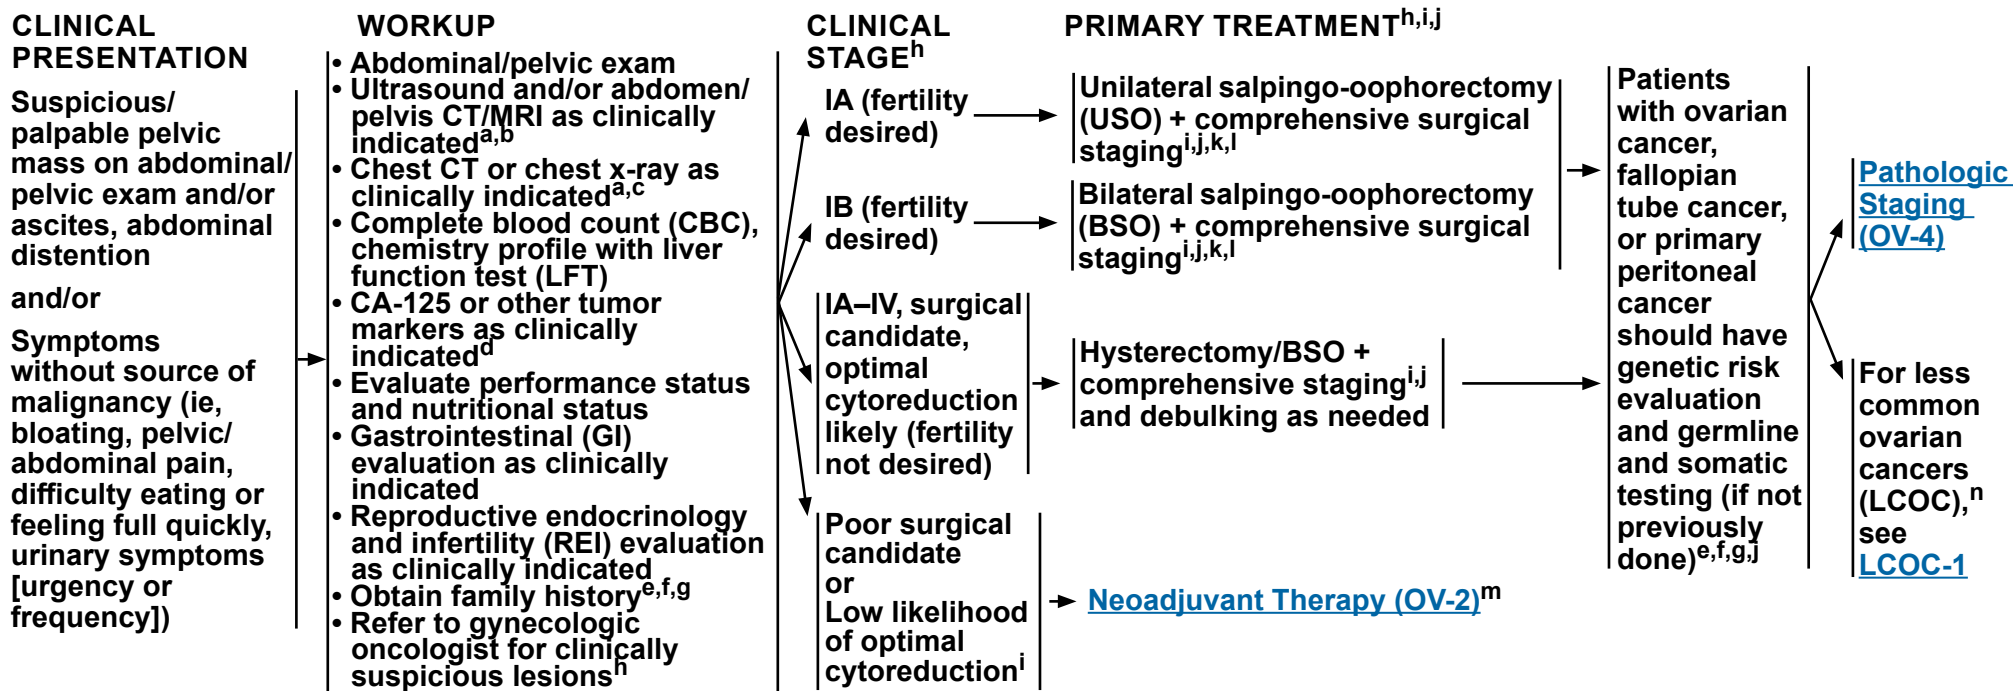 CLINICAL
PRESENTATION
Suspicious/
palpable pelvic
mass on abdominal/
pelvic exam and/or
ascites, abdominal
distention
and/or
Symptoms
without source of
malignancy (ie,
bloating, pelvic/
abdominal pain,
difficulty eating or
feeling full quickly,
urinary symptoms
[urgency or
frequency])
WORKUP
• Abdominal/pelvic exam
• Ultrasound and/or abdomen/
pelvis CT/MRI as clinically
indicateda,b
• Chest CT or chest x-ray as
clinically indicateda,c
• Complete blood count (CBC),
chemistry profile with liver
function test (LFT)
• CA-125 or other tumor
markers as clinically
indicatedd
• Evaluate performance status
and nutritional status
• Gastrointestinal (GI)
evaluation as clinically
indicated
• Reproductive endocrinology
and infertility (REI) evaluation
as clinically indicated
• Obtain family historye,f,g
• Refer to gynecologic
oncologist for clinically
suspicious lesionsh
CLINICAL
STAGEh
IA (fertility
desired)
IB (fertility
desired)
IA–IV, surgical
candidate,
optimal
cytoreduction
likely (fertility
not desired)
Poor surgical
candidate
or
Low likelihood
of optimal
cytoreductioni
PRIMARY TREATMENTh,i,j
Unilateral salpingo-oophorectomy
(USO) + comprehensive surgical
stagingi,j,k,l
Bilateral salpingo-oophorectomy
(BSO) + comprehensive surgical
stagingi,j,k,l
Hysterectomy/BSO +
comprehensive stagingi,j
and debulking as needed
Neoadjuvant Therapy (OV-2)m
Patients
with ovarian
cancer,
fallopian
tube cancer,
or primary
peritoneal
cancer
should have
genetic risk
evaluation
and germline
and somatic
testing (if not
previously
done)e,f,g,j
Pathologic
Staging
(OV-4)
For less
common
ovarian
cancers
(LCOC),n
see
LCOC-1